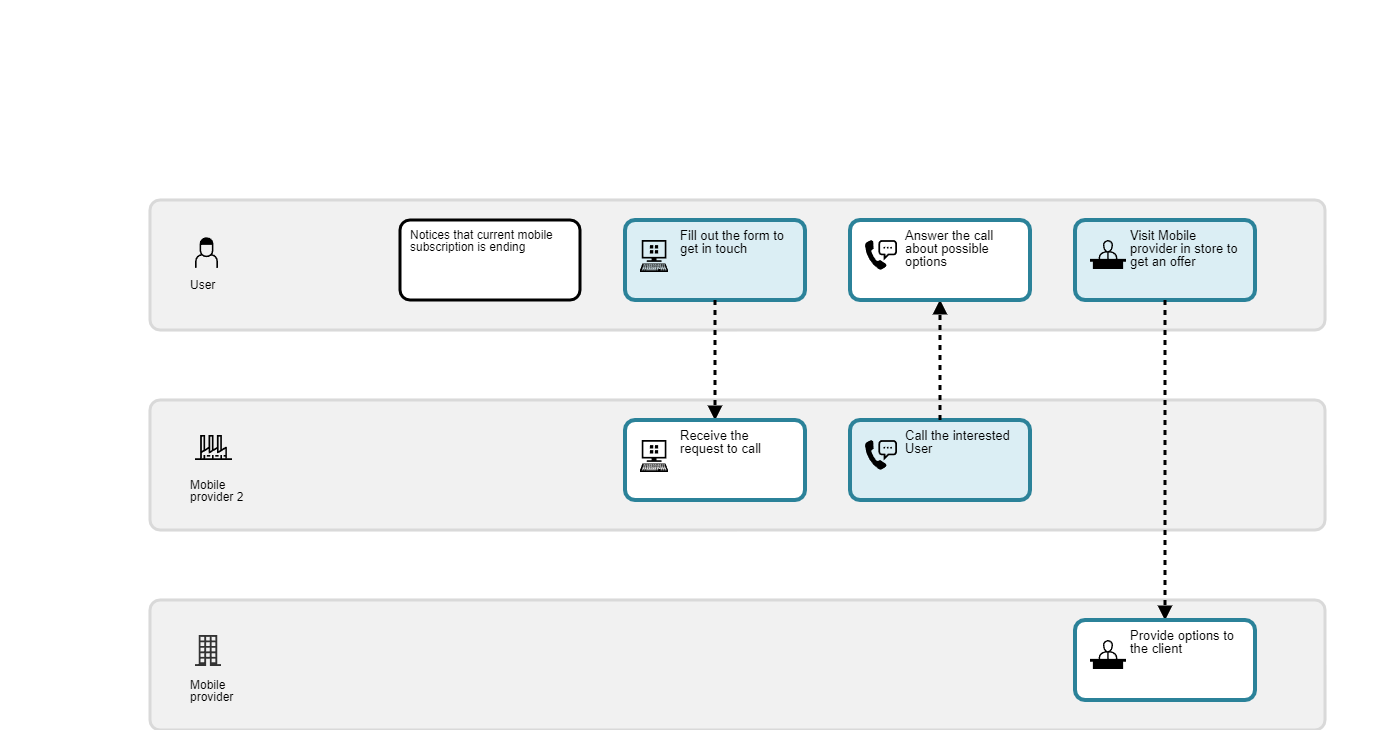 User
Notices that current mobile
subscription is ending
Fill out the form to
get in touch
Answer the call
about possible
options
Visit Mobile
provider in store to
get an offer
Mobile
provider 2
Receive the
request to call
Call the interested
User
Mobile
provider
Provide options to
the client